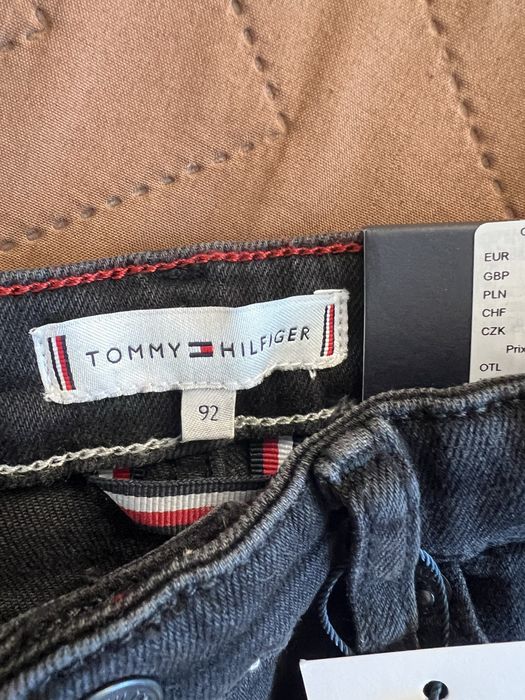 TOMMY HILFIGER
92
EUR
GBP
PLN
CHF
CZK
Prix
OTL